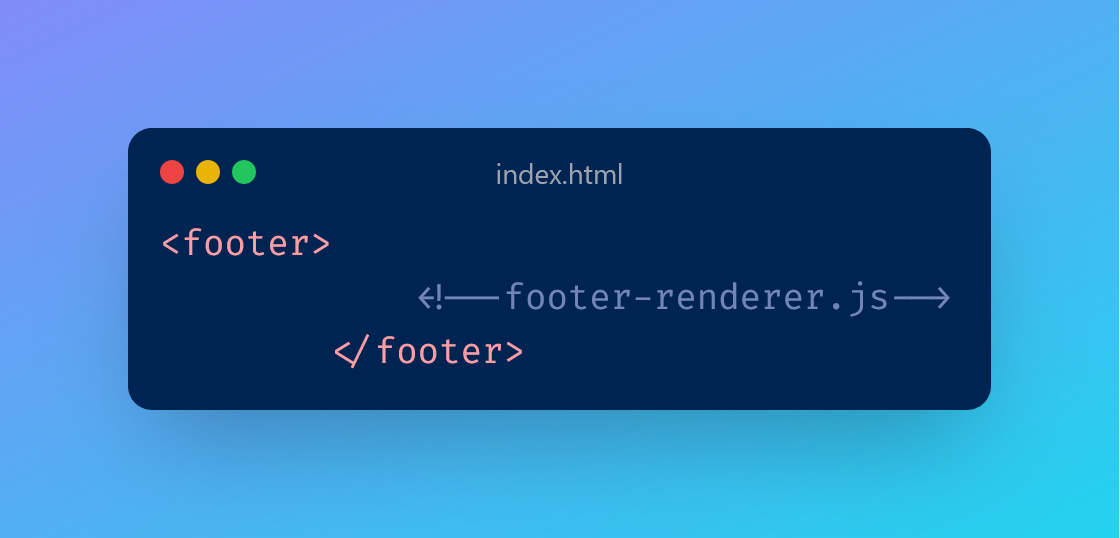 index.html
<footer>
<!--footer-renderer.js-->
</footer>